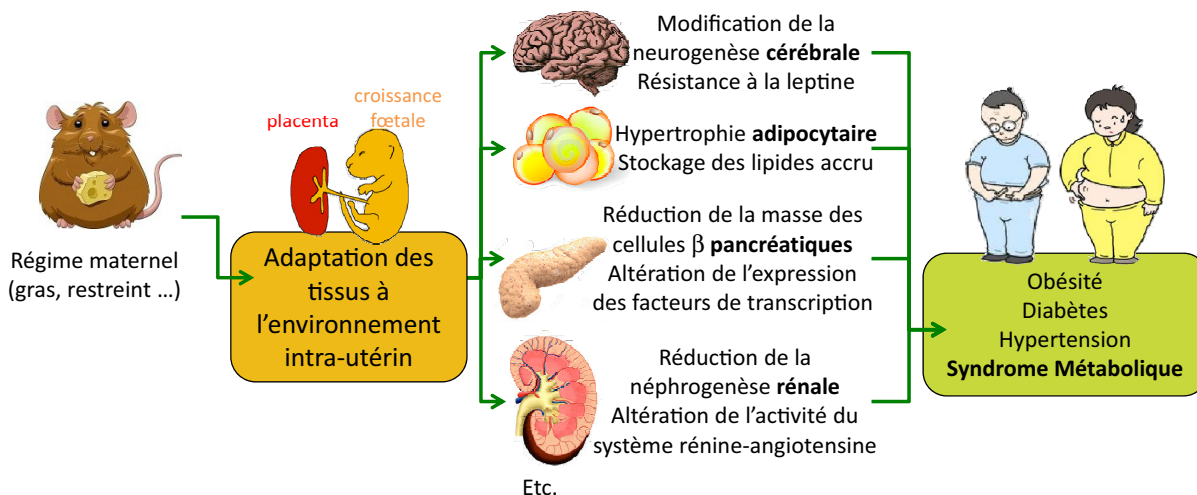 Régime maternel
(gras, restreint ...)
placenta
croissance
fœtale
Adaptation des
tissus à
l'environnement
intra-utérin
Modification de la
neurogenèse cérébrale
Résistance à la leptine
Hypertrophie adipocytaire
Stockage des lipides accru
Réduction de la masse des
cellules β pancréatiques
Altération de l'expression
des facteurs de transcription
Réduction de la
néphrogenèse rénale
Altération de l'activité du
système rénine-angiotensine
Etc.
Obésité
Diabètes
Hypertension
Syndrome Métabolique